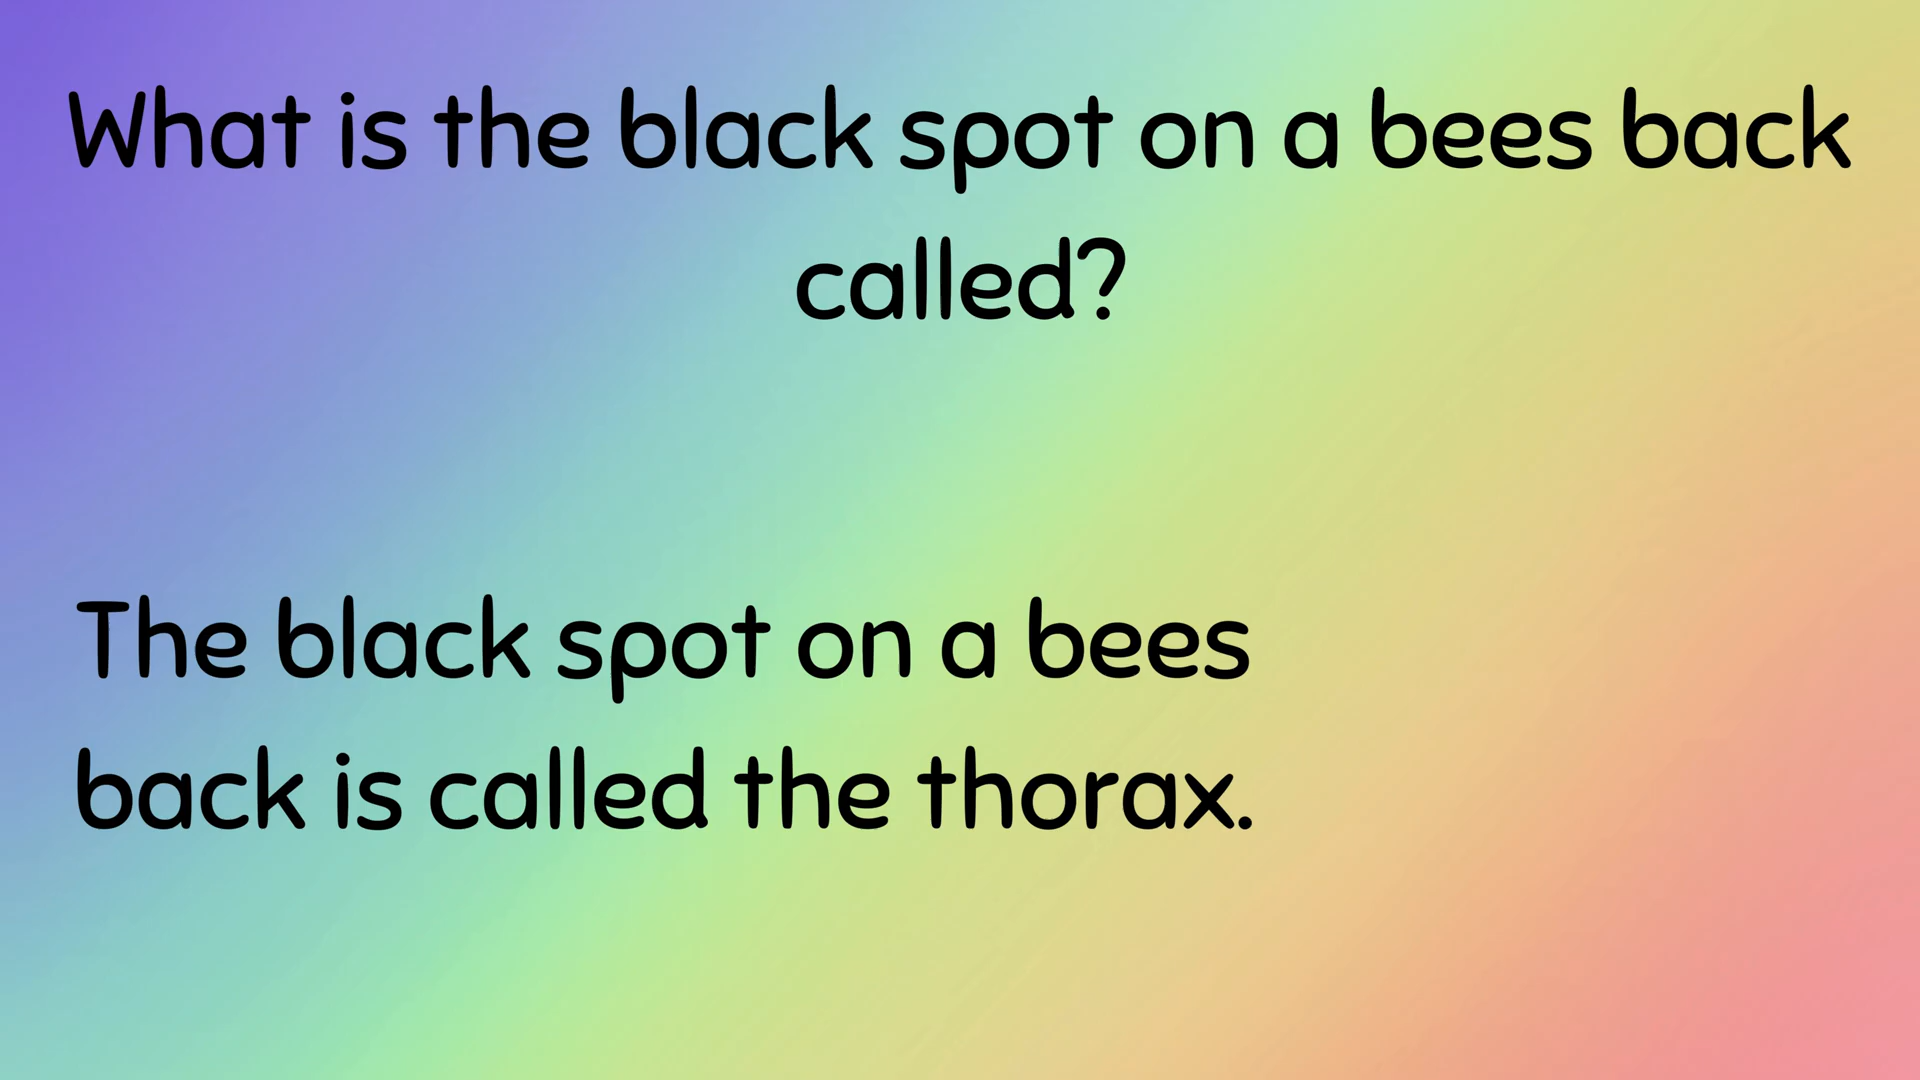 What is the black spot on a bees back
called?
The black spot on a bees
back is called the thorax.